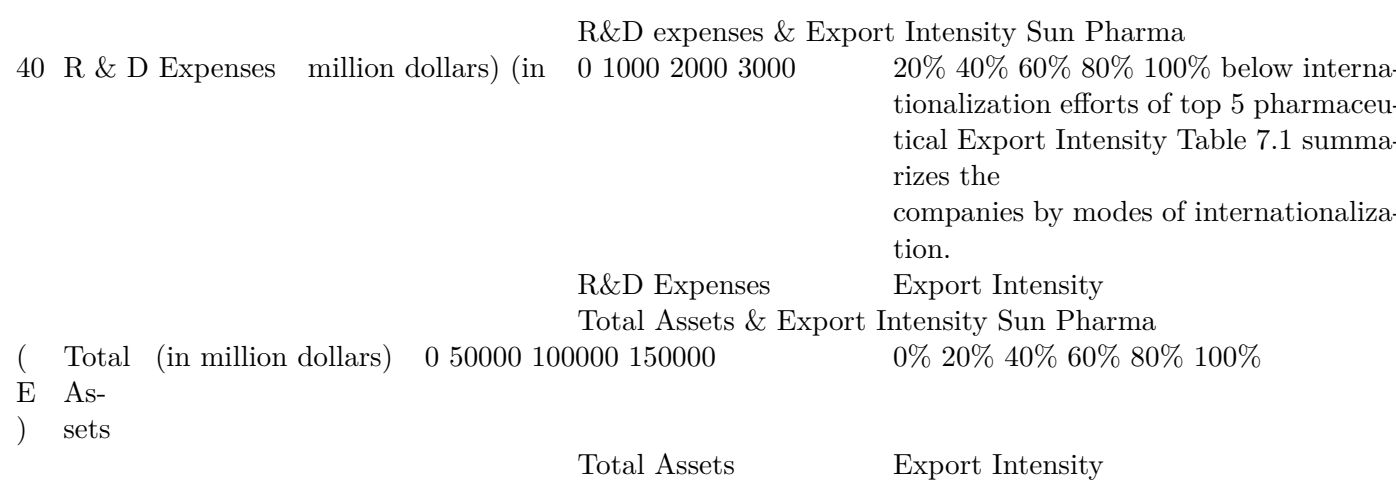 R&D expenses & Export Intensity Sun Pharma
40 R & D Expenses million dollars) (in 0 1000 2000 3000 20% 40% 60% 80% 100% below interna-
tionalization efforts of top 5 pharmaceu-
tical Export Intensity Table 7.1 summa-
rizes the
companies by modes of internationaliza-
tion.
R&D Expenses Export Intensity
Total Assets & Export Intensity Sun Pharma
( Total (in million dollars) 0 50000 100000 150000 0% 20% 40% 60% 80% 100%
E As-
) sets
Total Assets Export Intensity